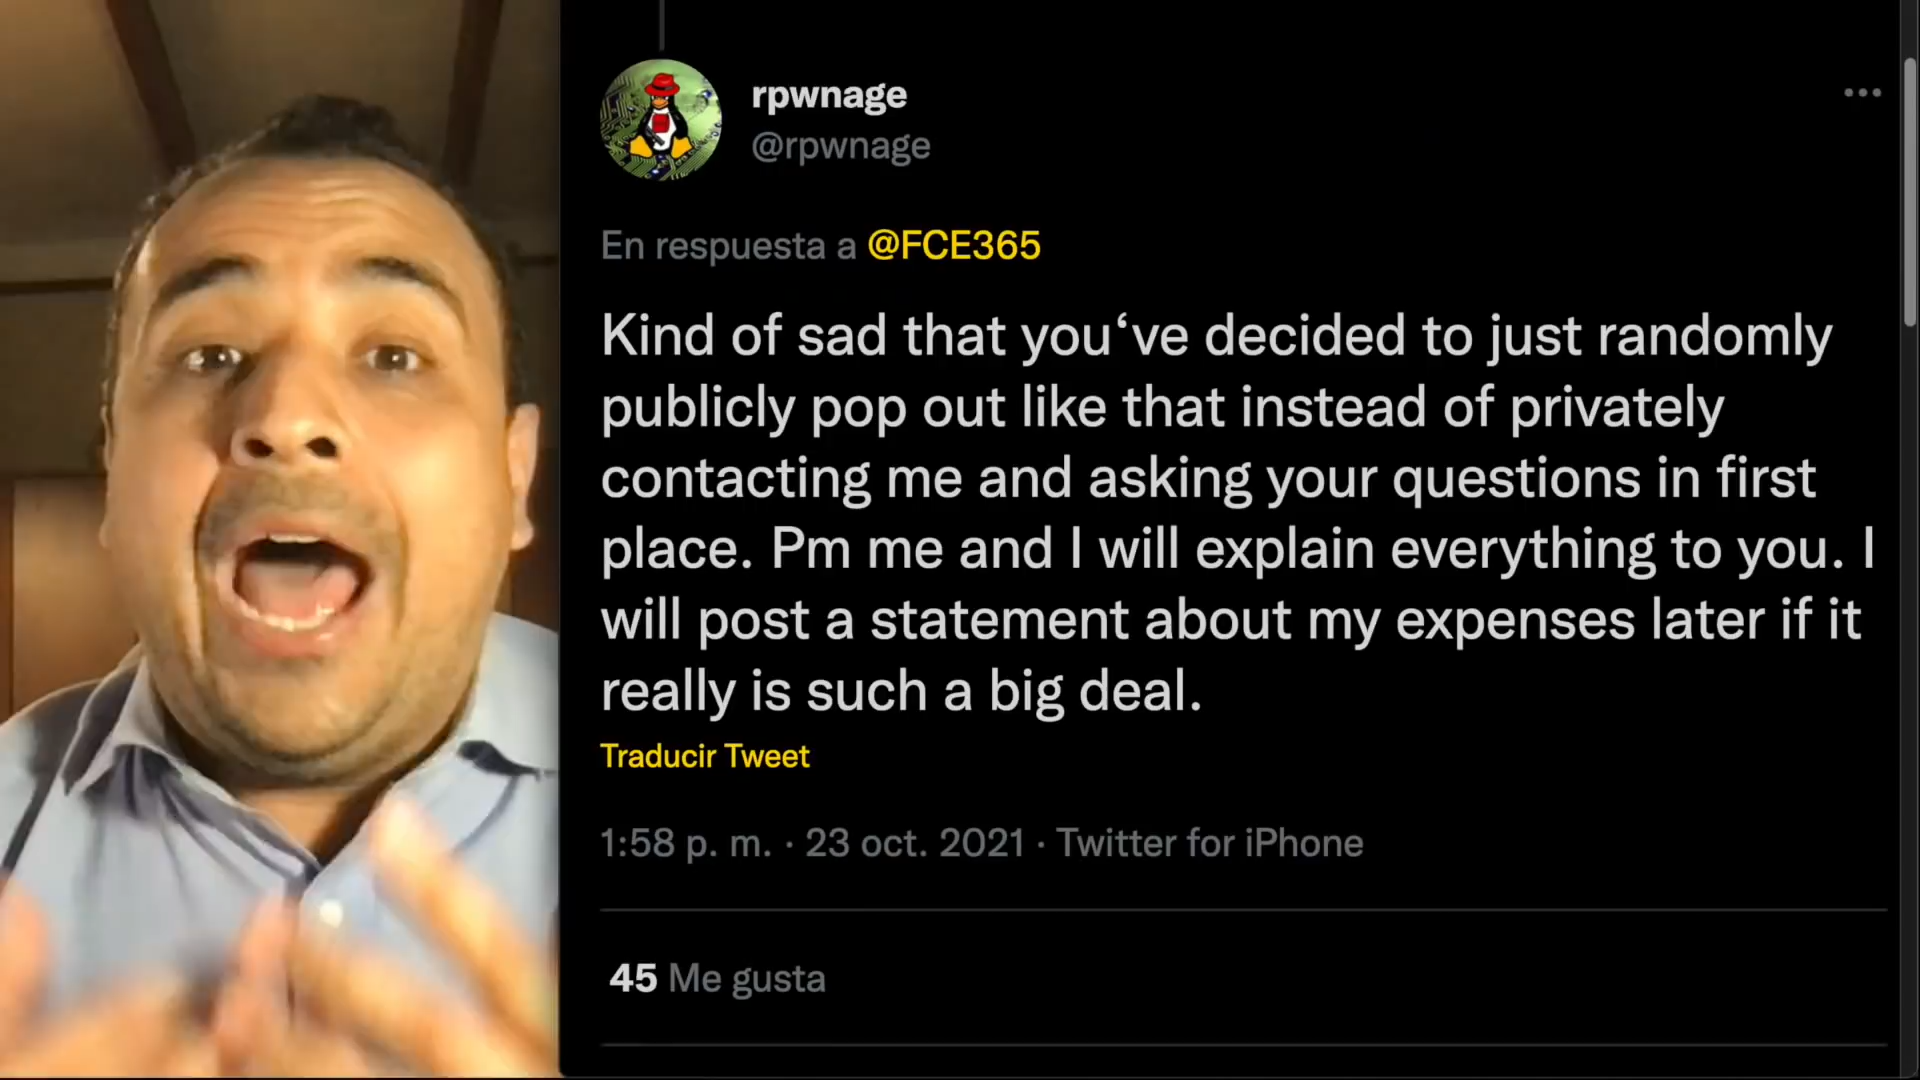 rpwnage
@rpwnage
En respuesta a @FCE365
Kind of sad that you‘ve decided to just randomly
publicly pop out like that instead of privately
contacting me and asking your questions in first
place. Pm me and I will explain everything to you. I
will post a statement about my expenses later if it
really is such a big deal.
Traducir Tweet
1:58 p. m. · 23 oct. 2021 · Twitter for iPhone
45 Me gusta